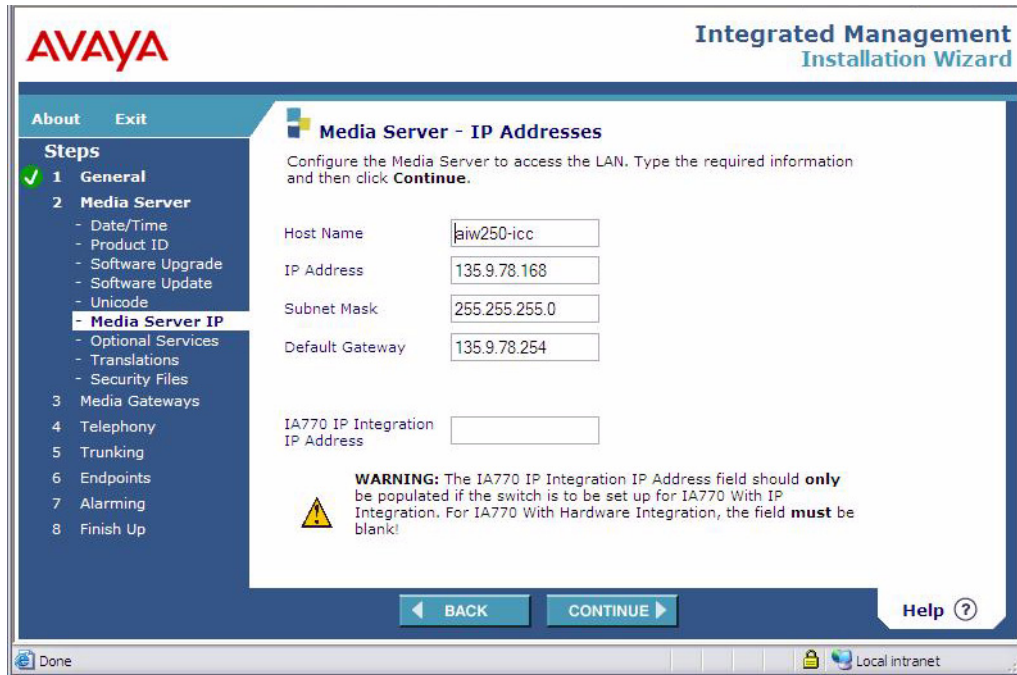 AVAYA
Integrated Management
Installation Wizard
About Exit
Steps
1 General
2 Media Server
- Date/Time
- Product ID
- Software Upgrade
- Software Update
- Unicode
- Media Server IP
- Optional Services
- Translations
- Security Files
3 Media Gateways
4 Telephony
5 Trunking
6 Endpoints
7 Alarming
8 Finish Up
Media Server - IP Addresses
Configure the Media Server to access the LAN. Type the required information
and then click Continue.
Host Name aiw250-icc
IP Address 135.9.78.168
Subnet Mask 255.255.255.0
Default Gateway 135.9.78.254
IA770 IP Integration
IP Address
WARNING: The IA770 IP Integration IP Address field should only
be populated if the switch is to be set up for IA770 With IP
Integration. For IA770 With Hardware Integration, the field must be
blank!
BACK CONTINUE
Help ?
Done Local intranet